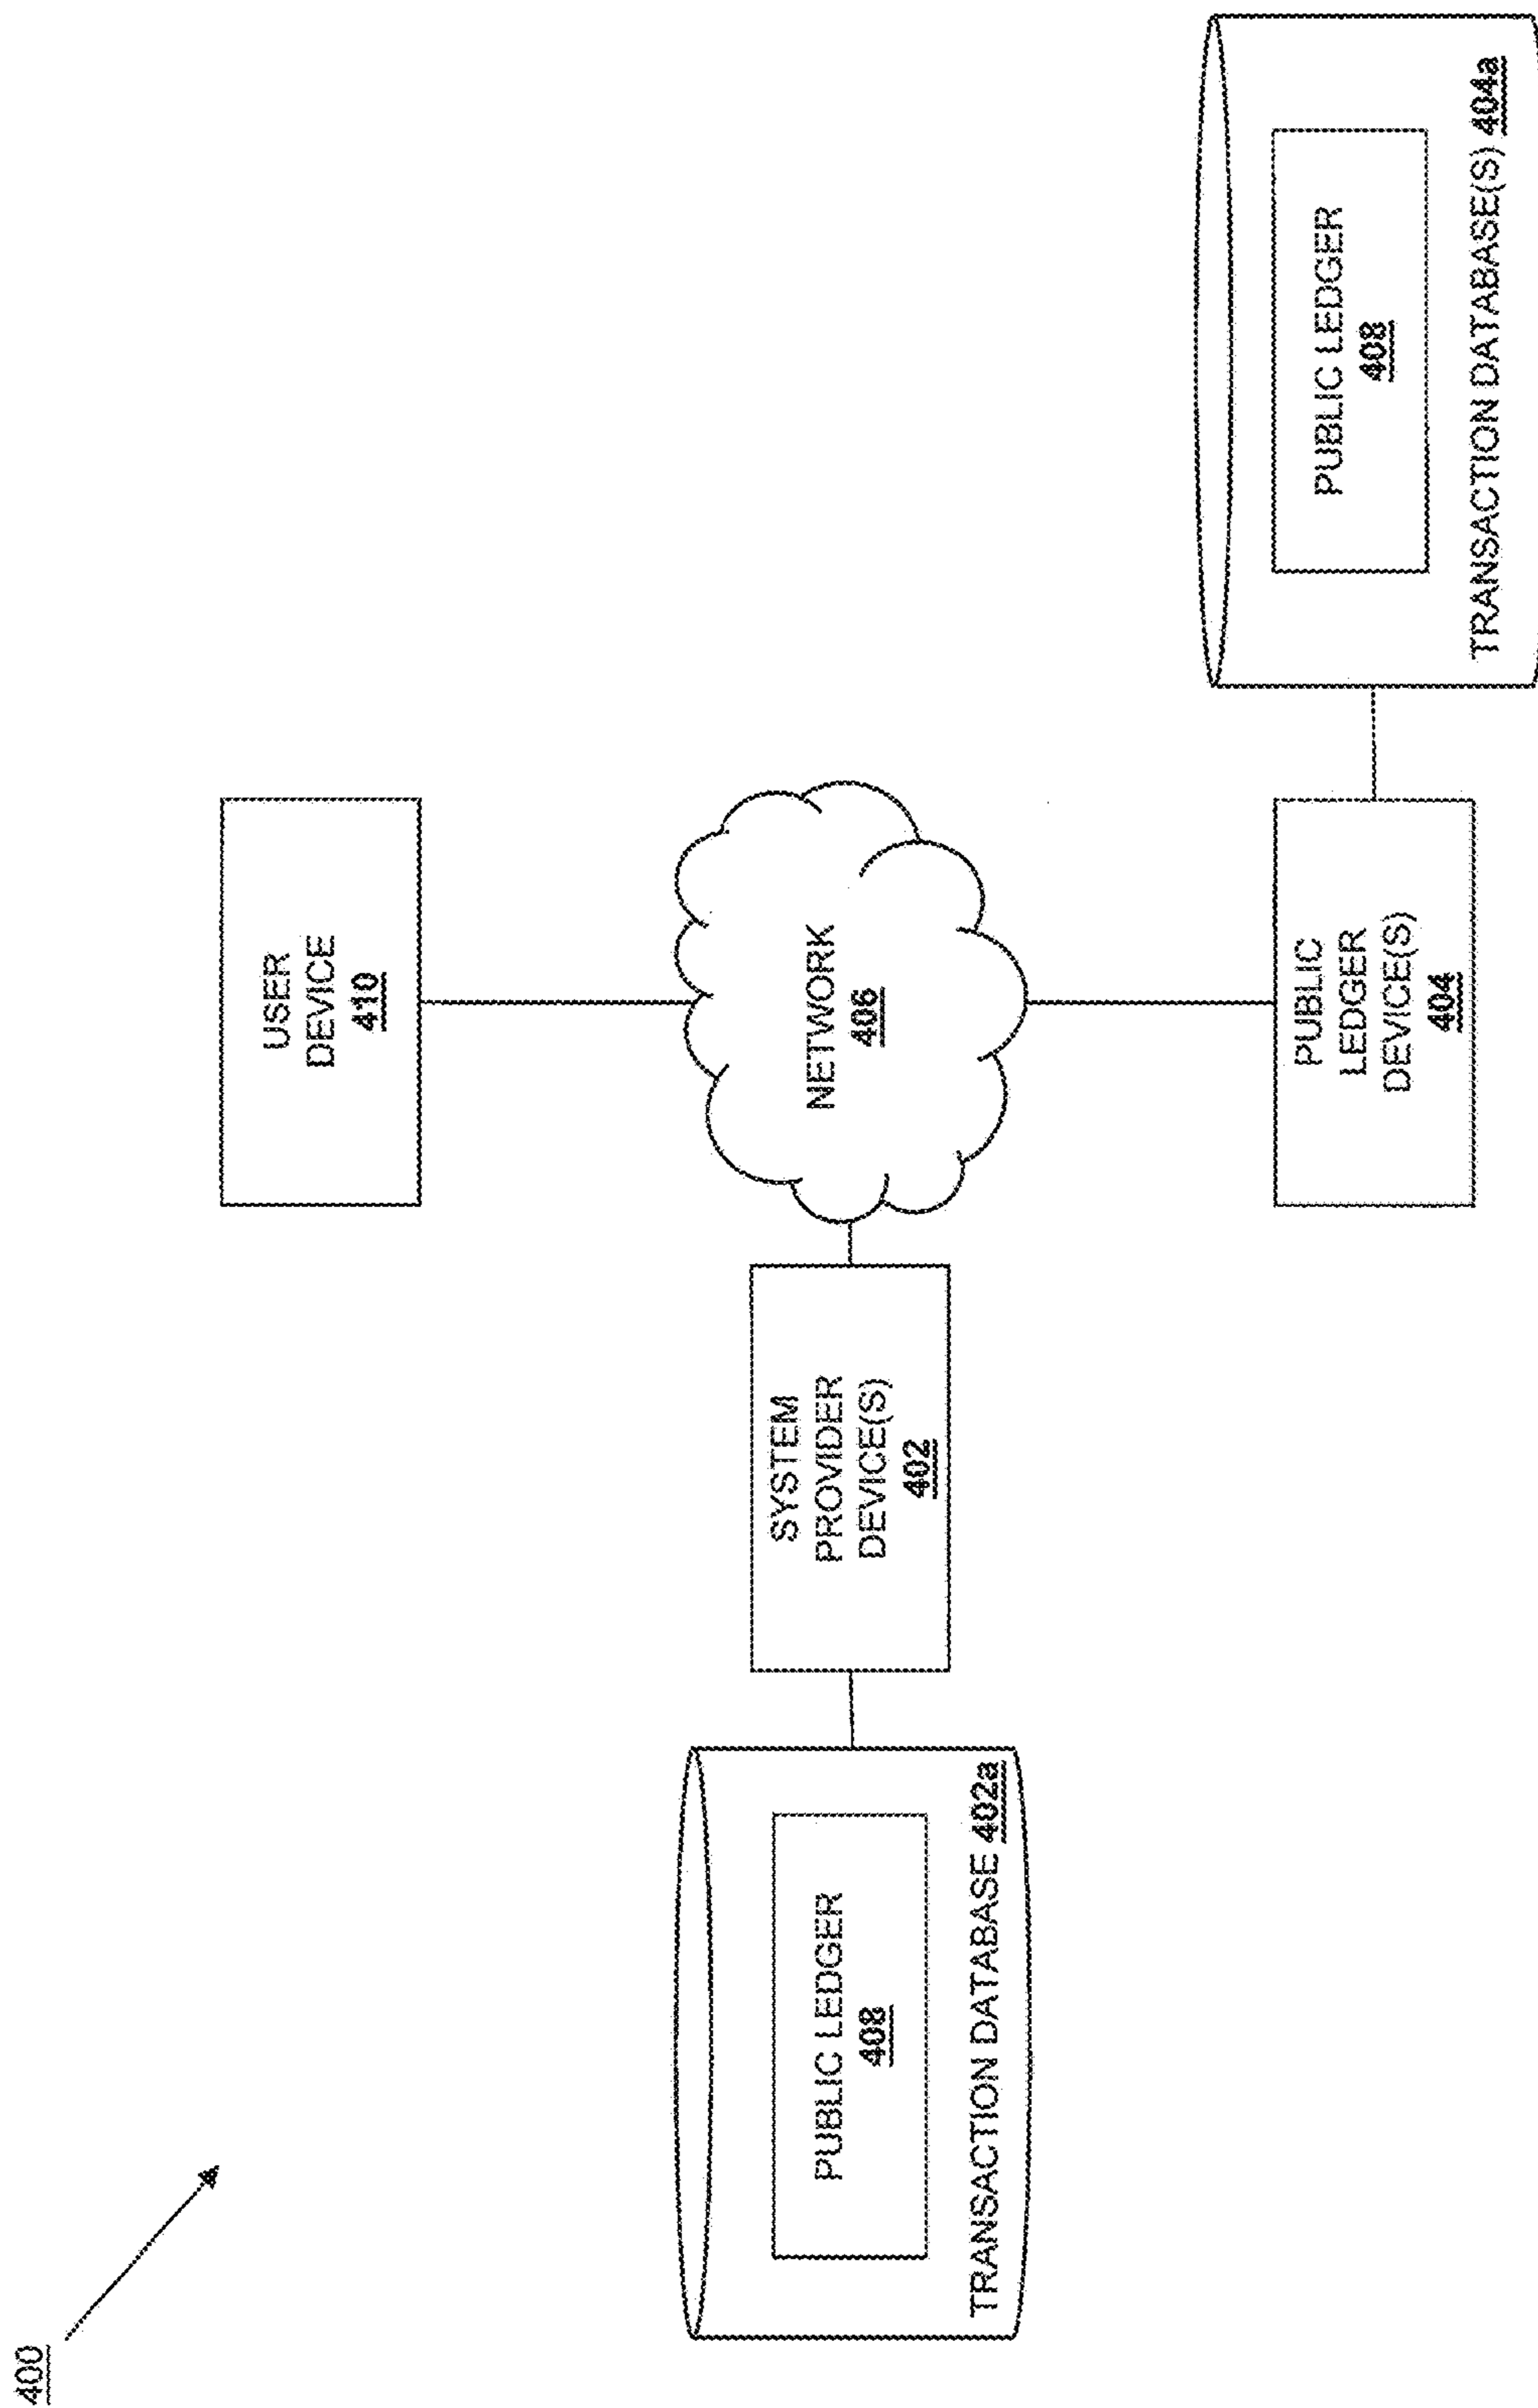 400
USER
DEVICE
410
NETWORK
406
SYSTEM
PROVIDER
DEVICE(S)
402
PUBLIC LEDGER
408
TRANSACTION DATABASE 402a
PUBLIC
LEDGER
DEVICE(S)
404
PUBLIC LEDGER
408
TRANSACTION DATABASE(S) 404a